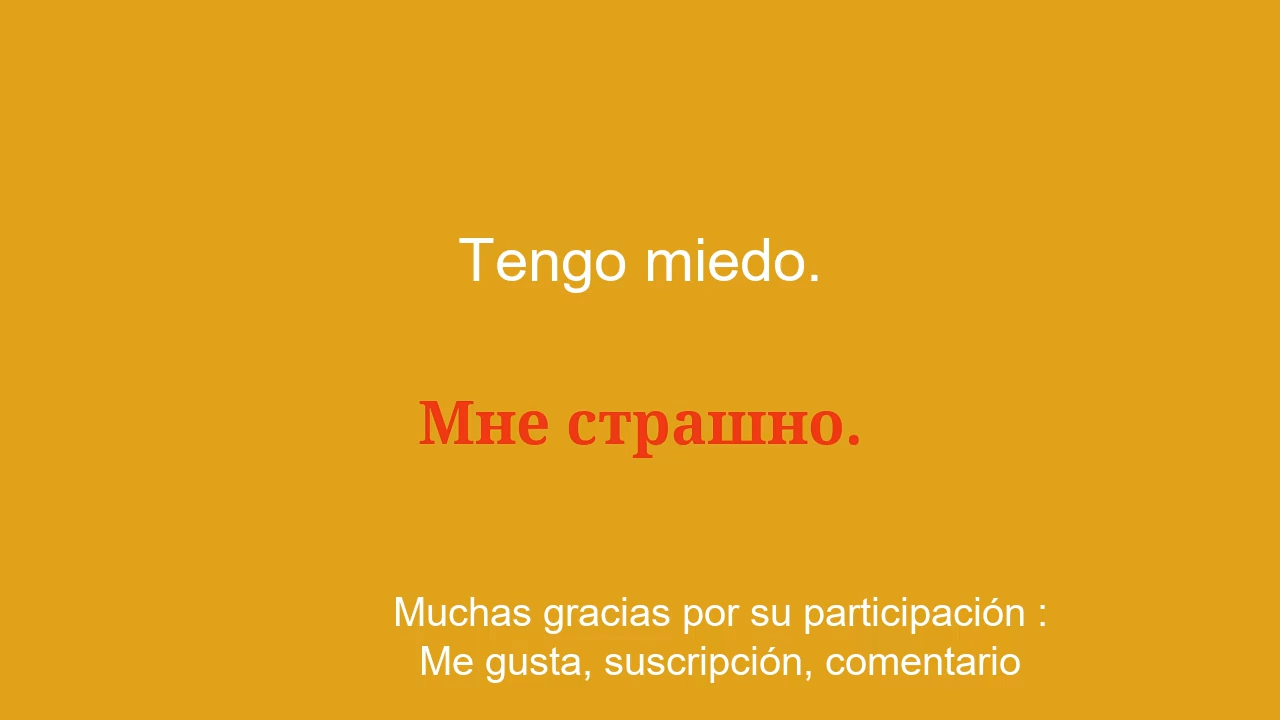 Tengo miedo.
Мне страшно.
Muchas gracias por su participación :
Me gusta, suscripción, comentario